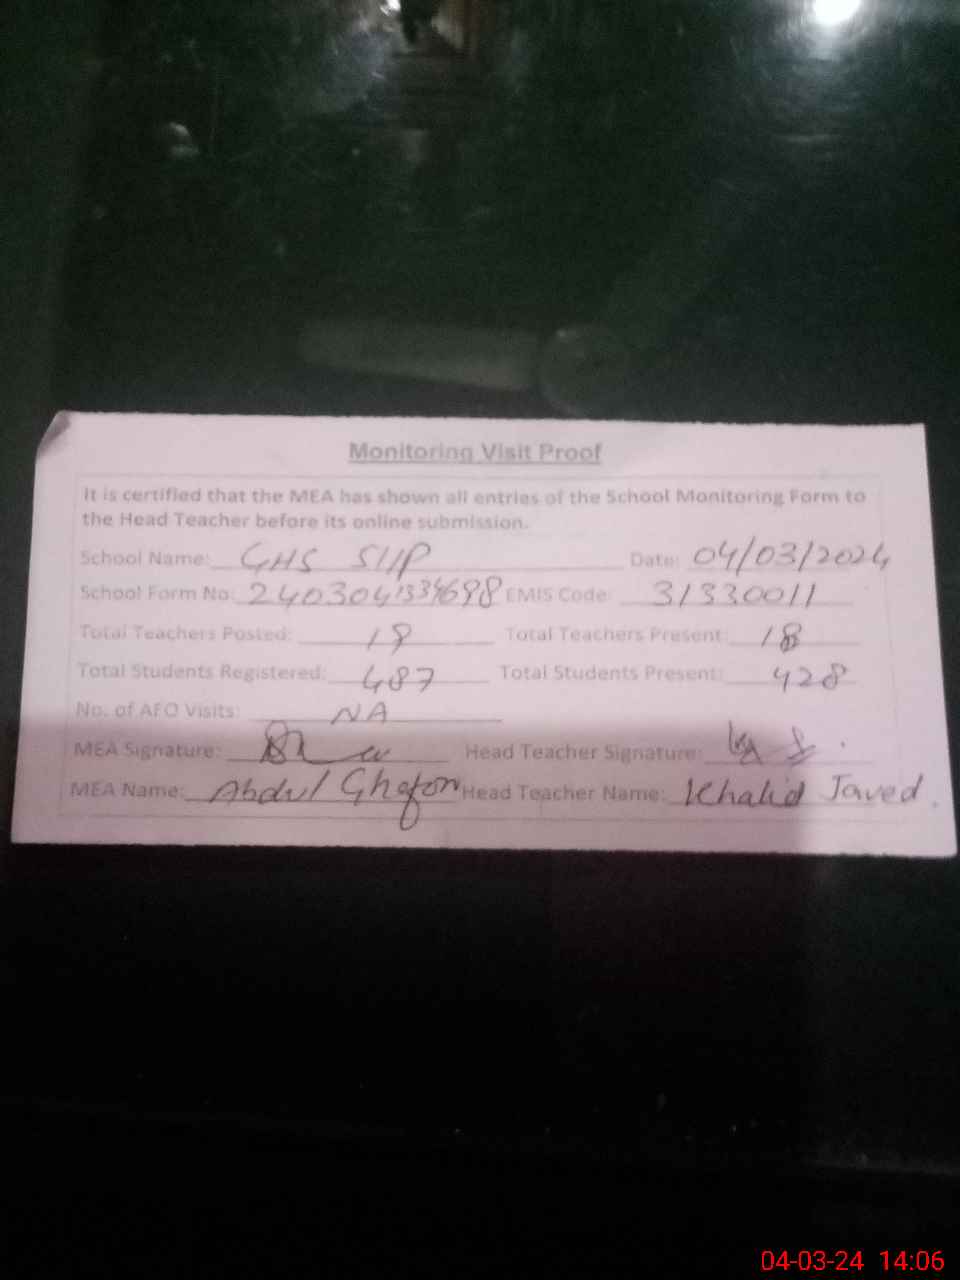 Monitoring Visit Proof
It is certified that the MEA has shown all entries of the School Monitoring Form to
the Head Teacher before its online submission.
School Name: GHS 511P Date: 04/03/2024
School Form No: EMIS Code: 31330011
Total Teachers Posted: 18 Total Teachers Present: 18
Total Students Registered: 487 Total Students Present: 428
No. of AEO Visits: NA
MEA Signature: Head Teacher Signature:
MEA Name: Abdul Ghafoor Head Teacher Name: Khalid Javed
04-03-24 14:06